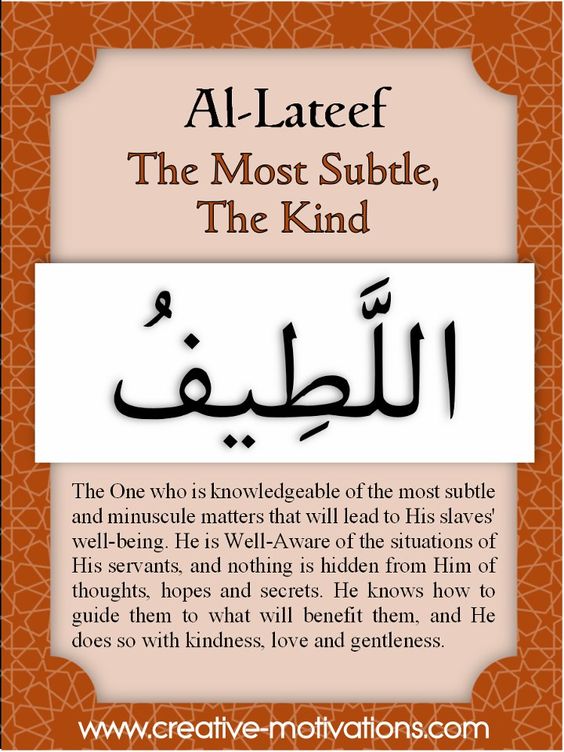 Al-Lateef
The Most Subtle,
The Kind
اللَّطِيفُ
The One who is knowledgeable of the most subtle
and minuscule matters that will lead to His slaves'
well-being. He is Well-Aware of the situations of
His servants, and nothing is hidden from Him of
thoughts, hopes and secrets. He knows how to
guide them to what will benefit them, and He
does so with kindness, love and gentleness.
www.creative-motivations.com